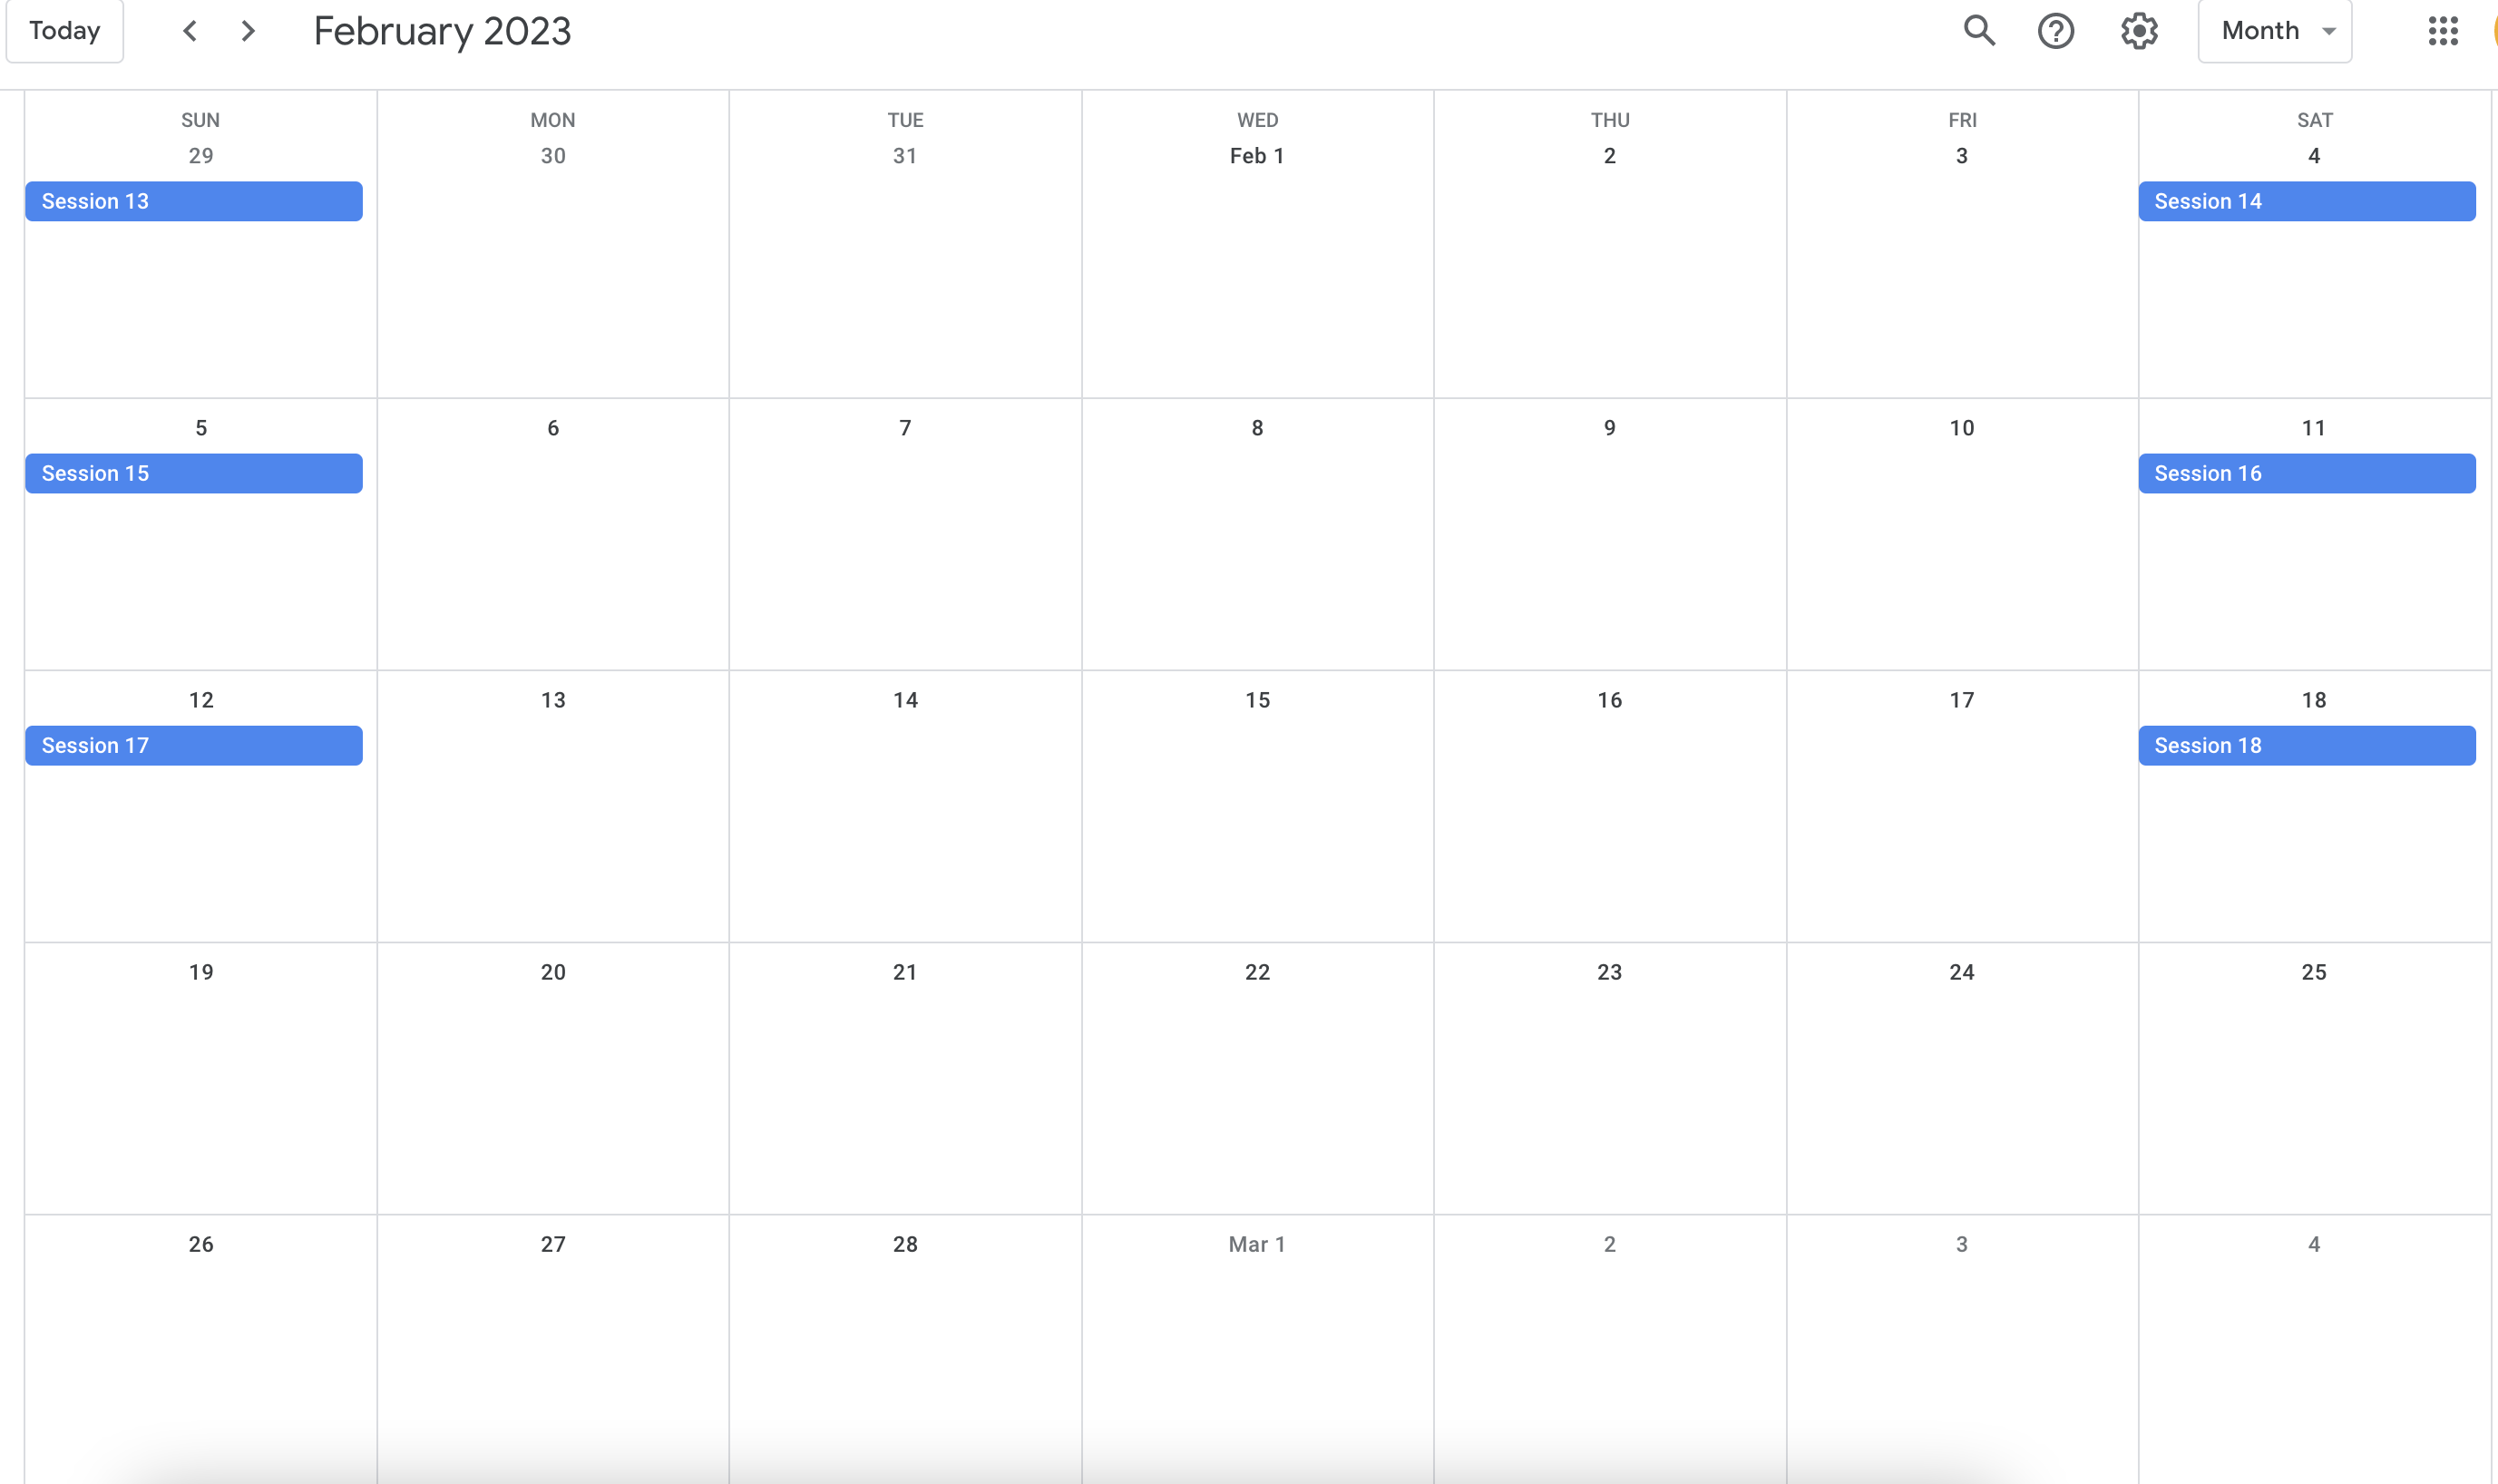 Today February 2023 Month
SUN MON TUE WED THU FRI SAT
29 30 31 Feb 1 2 3 4
Session 13 Session 14
5 6 7 8 9 10 11
Session 15 Session 16
12 13 14 15 16 17 18
Session 17 Session 18
19 20 21 22 23 24 25
26 27 28 Mar 1 2 3 4